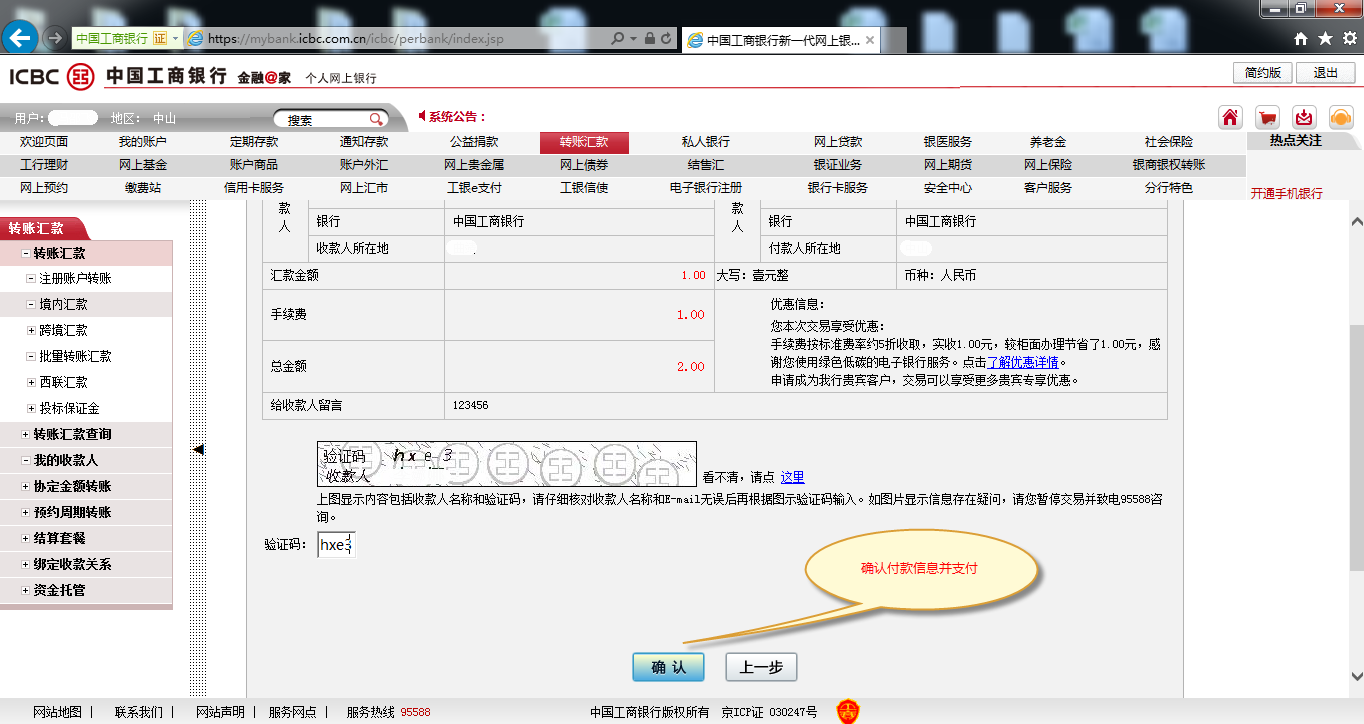 中国工商银行 证 https://mybank.icbc.com.cn/icbc/perbank/index.jsp 中国工商银行新一代网上银...
ICBC 中国工商银行 金融@家 个人网上银行 简约版 退出
用户: 地区: 中山 搜索 系统公告:
欢迎页面 我的账户 定期存款 通知存款 公益捐款 转账汇款 私人银行 网上贷款 银医服务 养老金 社会保险 热点关注
工行理财 网上基金 账户商品 账户外汇 网上贵金属 网上债券 结售汇 银证业务 网上期货 网上保险 银商银权转账
网上预约 缴费站 信用卡服务 网上汇市 工银e支付 工银信使 电子银行注册 银行卡服务 安全中心 客户服务 分行特色 开通手机银行
转账汇款
转账汇款
注册账户转账
境内汇款
跨境汇款
批量转账汇款
西联汇款
投标保证金
转账汇款查询
我的收款人
协定金额转账
预约周期转账
结算套餐
绑定收款关系
资金托管
款人 银行 中国工商银行 款人 银行 中国工商银行
收款人所在地 付款人所在地
汇款金额 1.00 大写: 壹元整 币种: 人民币
手续费 1.00 优惠信息:
您本次交易享受优惠:
手续费按标准费率约5折收取, 实收1.00元, 较柜面办理节省了1.00元, 感
谢您使用绿色低碳的电子银行服务。点击了解优惠详情。
申请成为我行贵宾客户, 交易可以享受更多贵宾专享优惠。
总金额 2.00
给收款人留言 123456
验证码 hxe3
收款人
看不清, 请点 这里
上图显示内容包括收款人名称和验证码, 请仔细核对收款人名称和E-mail无误后再根据图示验证码输入。如图片显示信息存在疑问, 请您暂停交易并致电95588咨
询。
验证码: hxe3
确认付款信息并支付
确 认 上一步
网站地图 | 联系我们 | 网站声明 | 服务网点 | 服务热线 95588 中国工商银行版权所有 京ICP证 030247号